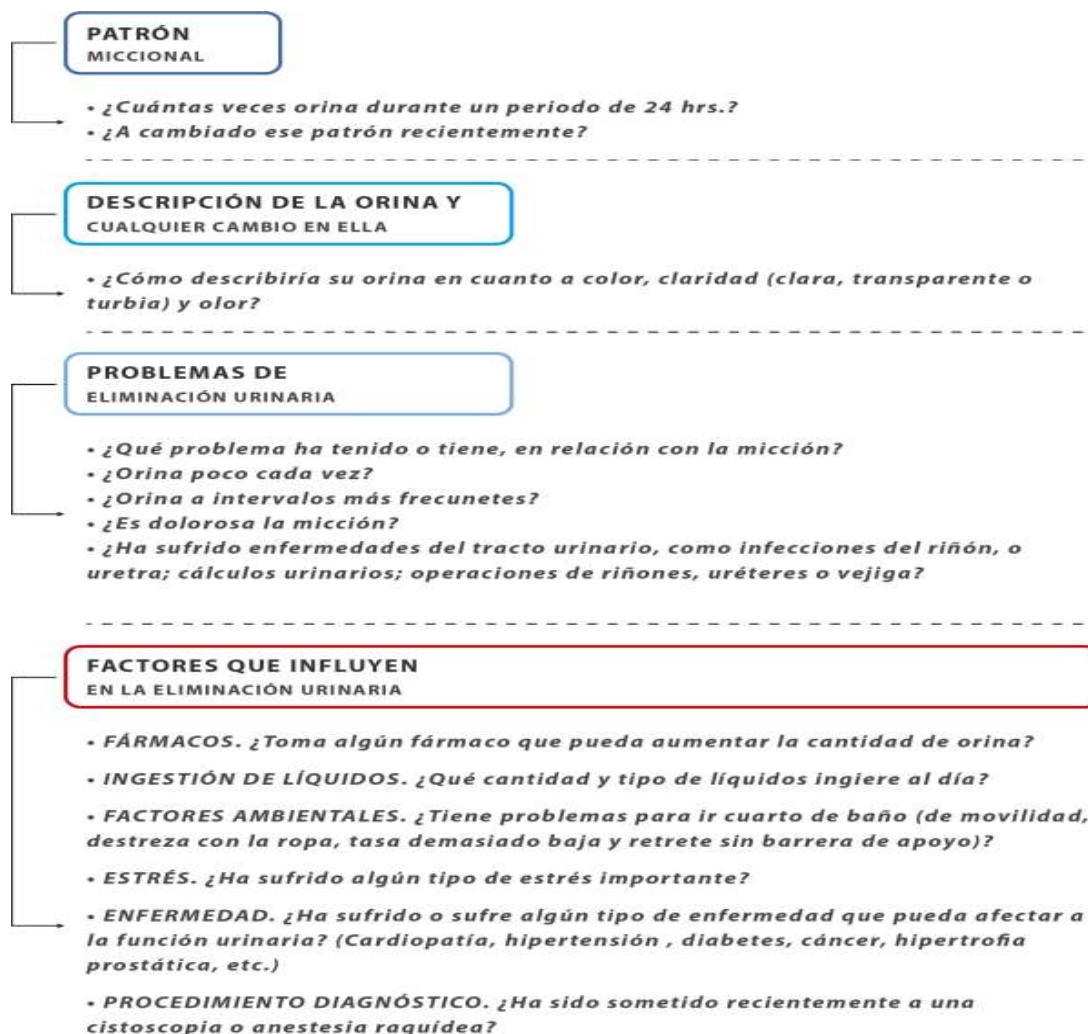 PATRÓN
MICCIONAL
• ¿Cuántas veces orina durante un periodo de 24 hrs.?
• ¿A cambiado ese patrón recientemente?
DESCRIPCIÓN DE LA ORINA Y
CUALQUIER CAMBIO EN ELLA
• ¿Cómo describiría su orina en cuanto a color, claridad (clara, transparente o
turbia) y olor?
PROBLEMAS DE
ELIMINACIÓN URINARIA
• ¿Qué problema ha tenido o tiene, en relación con la micción?
• ¿Orina poco cada vez?
• ¿Orina a intervalos más frecunetes?
• ¿Es dolorosa la micción?
• ¿Ha sufrido enfermedades del tracto urinario, como infecciones del riñón, o
uretra; cálculos urinarios; operaciones de riñones, uréteres o vejiga?
FACTORES QUE INFLUYEN
EN LA ELIMINACIÓN URINARIA
• FÁRMACOS. ¿Toma algún fármaco que pueda aumentar la cantidad de orina?
• INGESTIÓN DE LÍQUIDOS. ¿Qué cantidad y tipo de líquidos ingiere al día?
• FACTORES AMBIENTALES. ¿Tiene problemas para ir cuarto de baño (de movilidad,
destreza con la ropa, tasa demasiado baja y retrete sin barrera de apoyo)?
• ESTRÉS. ¿Ha sufrido algún tipo de estrés importante?
• ENFERMEDAD. ¿Ha sufrido o sufre algún tipo de enfermedad que pueda afectar a
la función urinaria? (Cardiopatía, hipertensión , diabetes, cáncer, hipertrofia
prostática, etc.)
• PROCEDIMIENTO DIAGNÓSTICO. ¿Ha sido sometido recientemente a una
cistoscopia o anestesia raquídea?